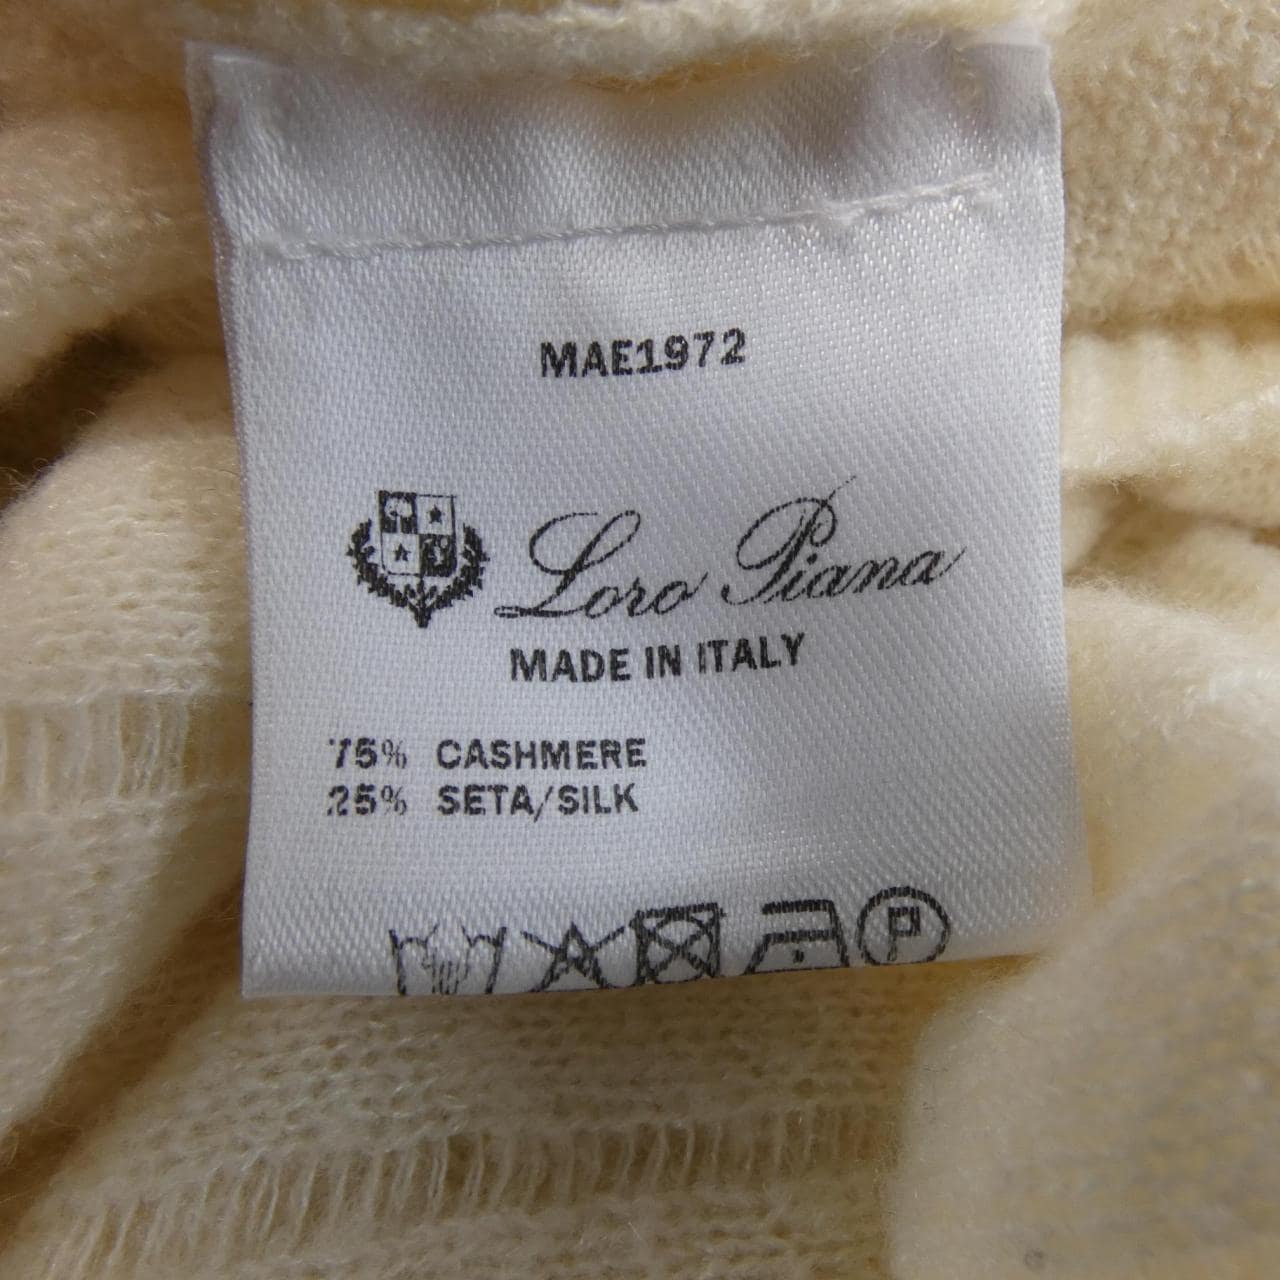 MAE1972
Loro Piana
MADE IN ITALY
75% CASHMERE
25% SETA/SILK
P